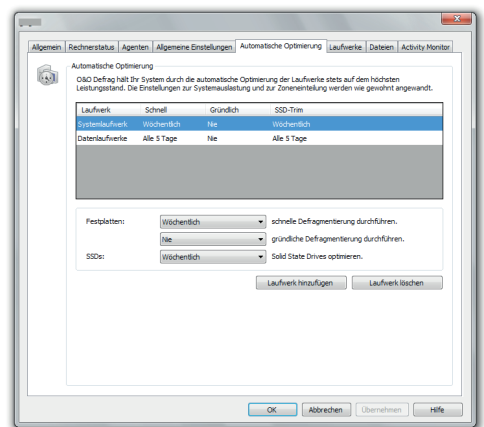 Allgemein Rechnerstatus Agenten Allgemeine Einstellungen Automatische Optimierung Laufwerke Dateien Activity Monitor
Automatische Optimierung
O&O Defrag hält Ihr System durch die automatische Optimierung der Laufwerke stets auf dem höchsten
Leistungsstand. Die Einstellungen zur Systemauslastung und zur Zoneneinteilung werden wie gewohnt angewandt.
Laufwerk Schnell Gründlich SSD-Trim
Systemlaufwerk Wöchentlich Nie Wöchentlich
Datenlaufwerke Alle 5 Tage Nie Alle 5 Tage
Festplatten: Wöchentlich schnelle Defragmentierung durchführen.
Nie gründliche Defragmentierung durchführen.
SSDs: Wöchentlich Solid State Drives optimieren.
Laufwerk hinzufügen Laufwerk löschen
OK Abbrechen Übernehmen Hilfe